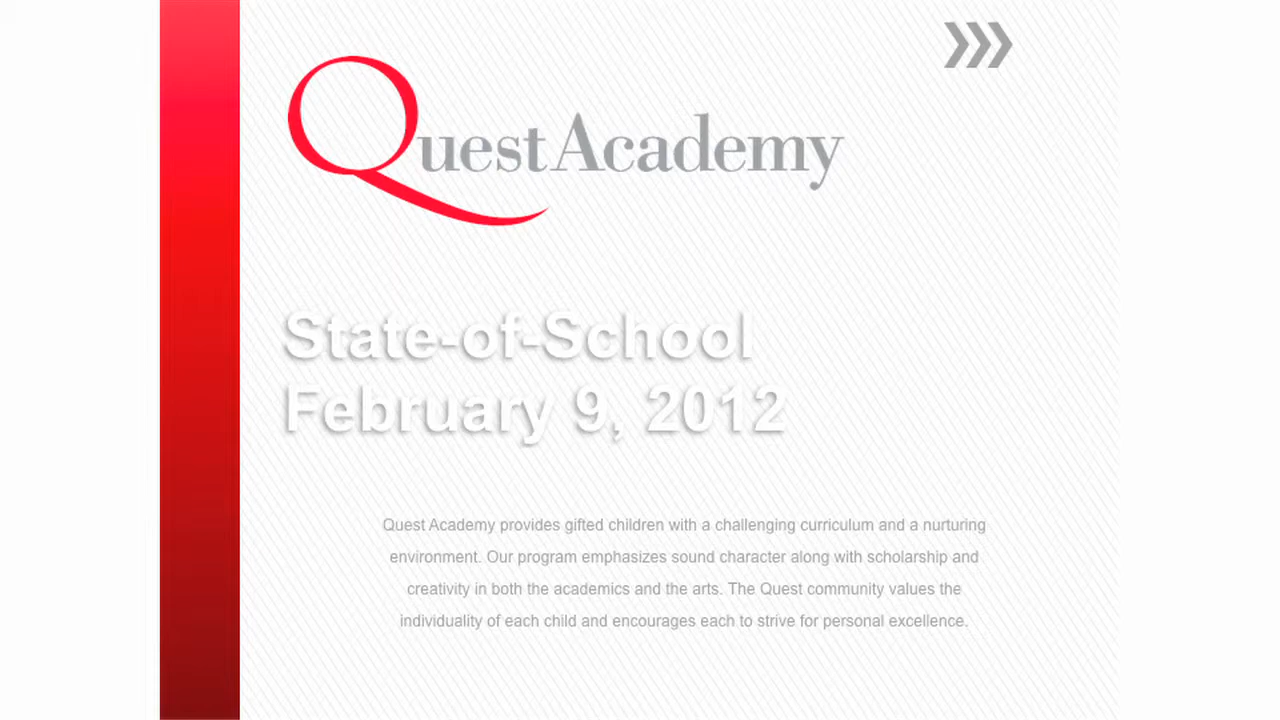 Quest Academy
State-of-School
February 9, 2012
Quest Academy provides gifted children with a challenging curriculum and a nurturing
environment. Our program emphasizes sound character along with scholarship and
creativity in both the academics and the arts. The Quest community values the
individuality of each child and encourages each to strive for personal excellence.